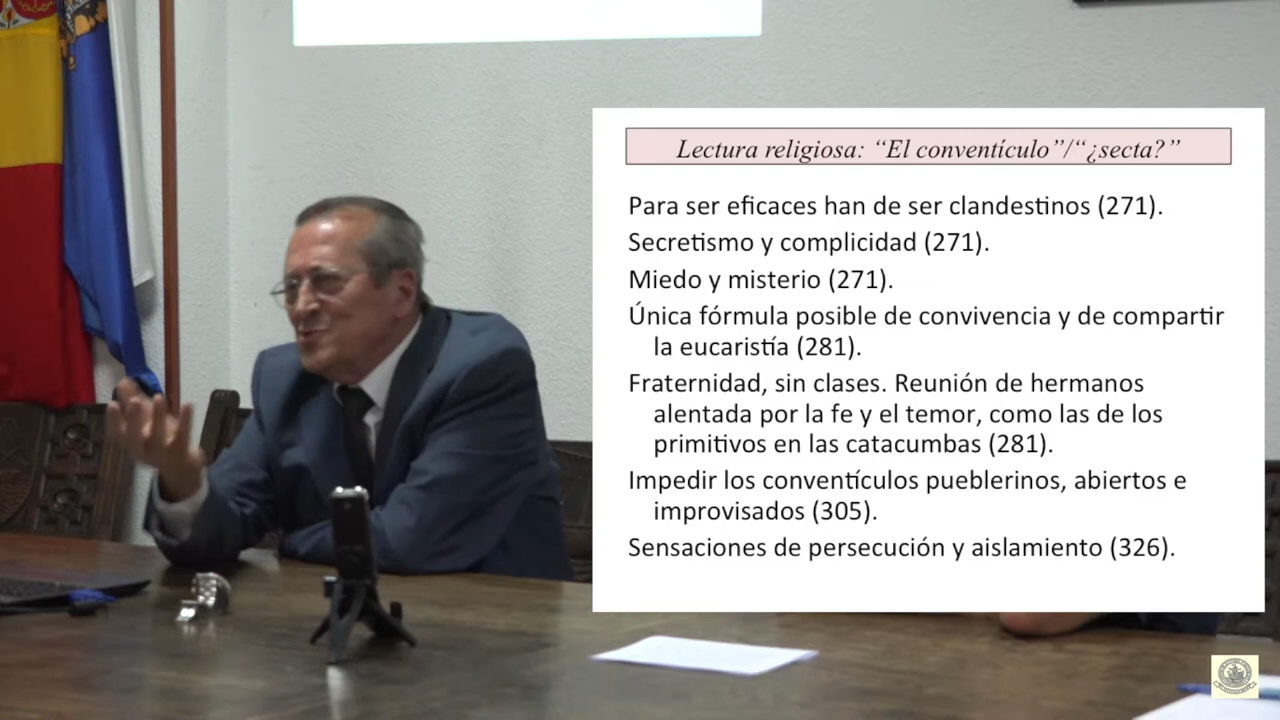 Lectura religiosa: “El conventículo”/“¿secta?”
Para ser eficaces han de ser clandestinos (271).
Secretismo y complicidad (271).
Miedo y misterio (271).
Única fórmula posible de convivencia y de compartir
la eucaristía (281).
Fraternidad, sin clases. Reunión de hermanos
alentada por la fe y el temor, como las de los
primitivos en las catacumbas (281).
Impedir los conventículos pueblerinos, abiertos e
improvisados (305).
Sensaciones de persecución y aislamiento (326).